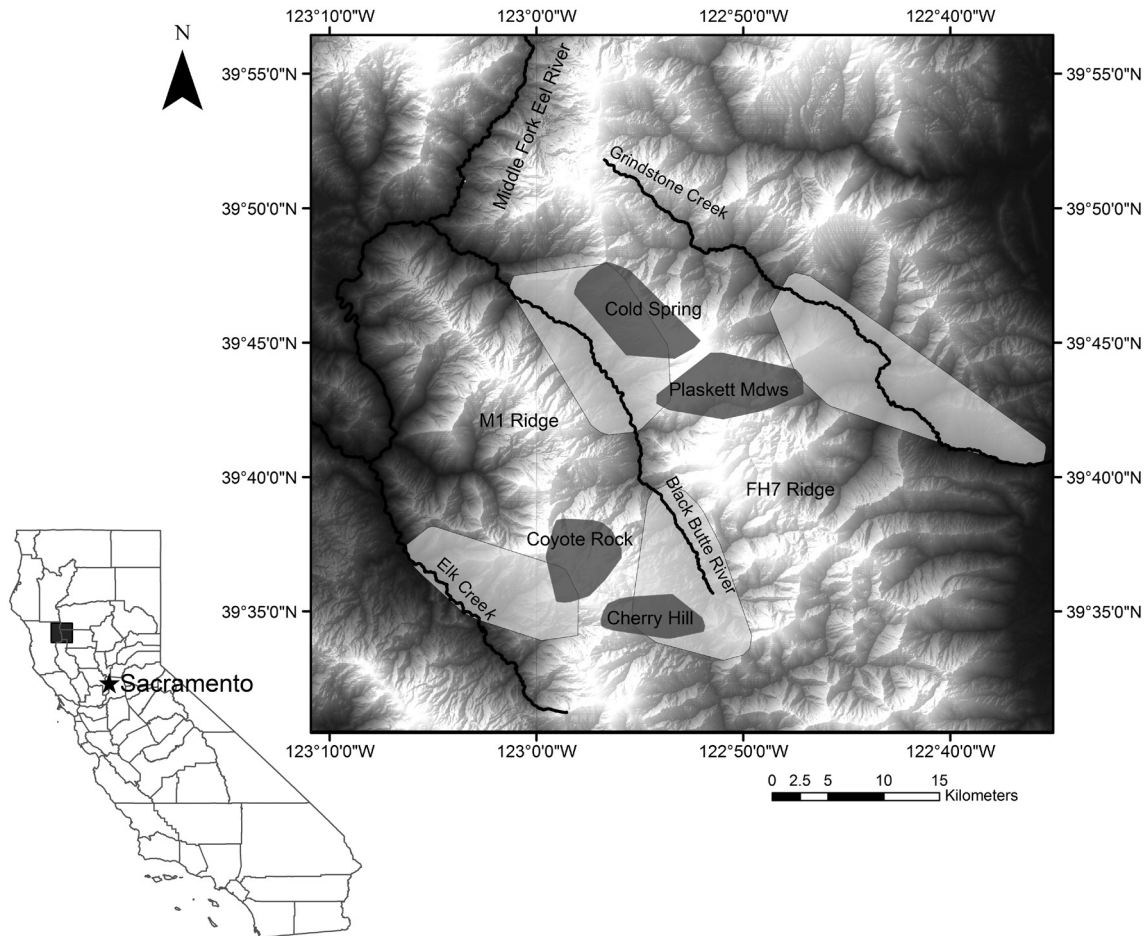 123°10'0"W 123°0'0"W 122°50'0"W 122°40'0"W
N
39°55'0"N 39°55'0"N
Middle Fork Eel River
Grindstone Creek
39°50'0"N 39°50'0"N
Cold Spring
39°45'0"N 39°45'0"N
Plaskett Mdws
M1 Ridge
39°40'0"N 39°40'0"N
FH7 Ridge
Black Butte River
Coyote Rock
Elk Creek
39°35'0"N 39°35'0"N
Cherry Hill
Sacramento
123°10'0"W 123°0'0"W 122°50'0"W 122°40'0"W
0 2.5 5 10 15
Kilometers